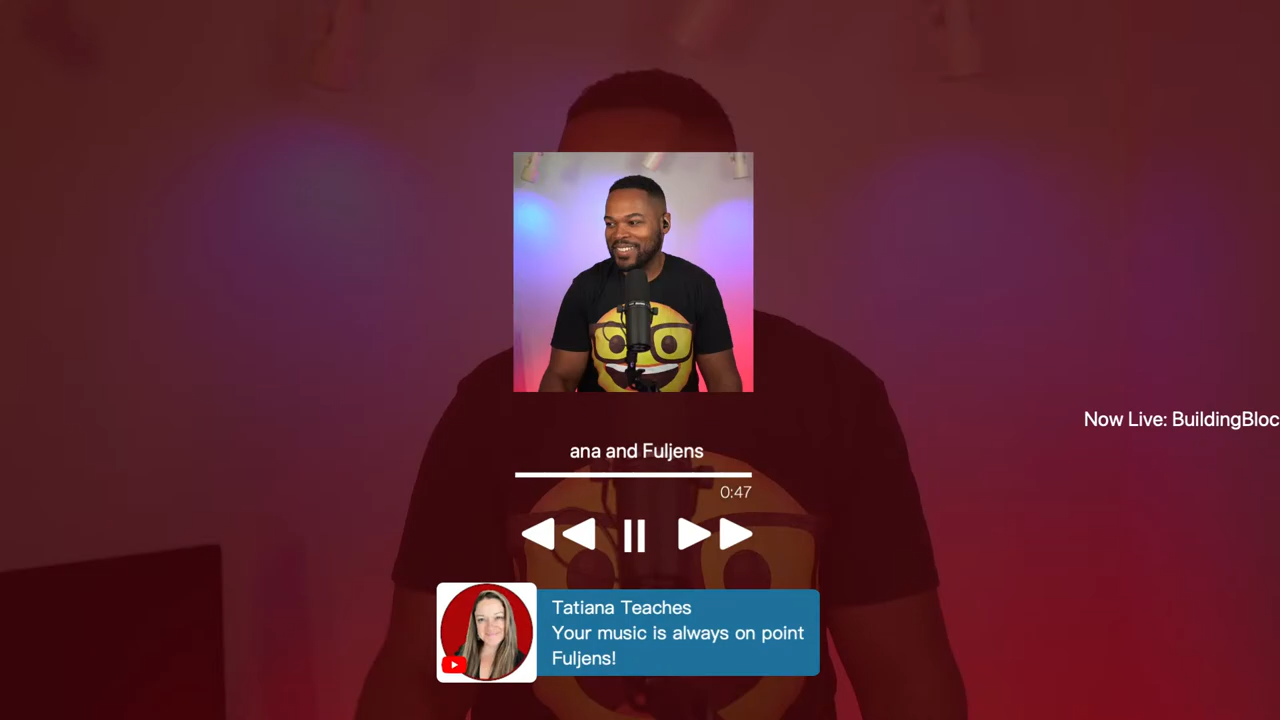 Now Live: BuildingBloc
ana and Fuljens
0:47
Tatiana Teaches
Your music is always on point
Fuljens!